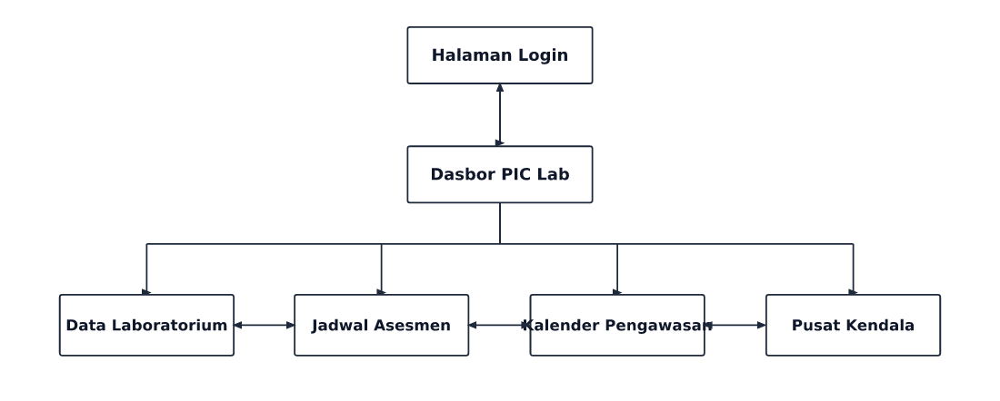 Halaman Login
Dasbor PIC Lab
Data Laboratorium
Jadwal Asesmen
Kalender Pengawasan
Pusat Kendala